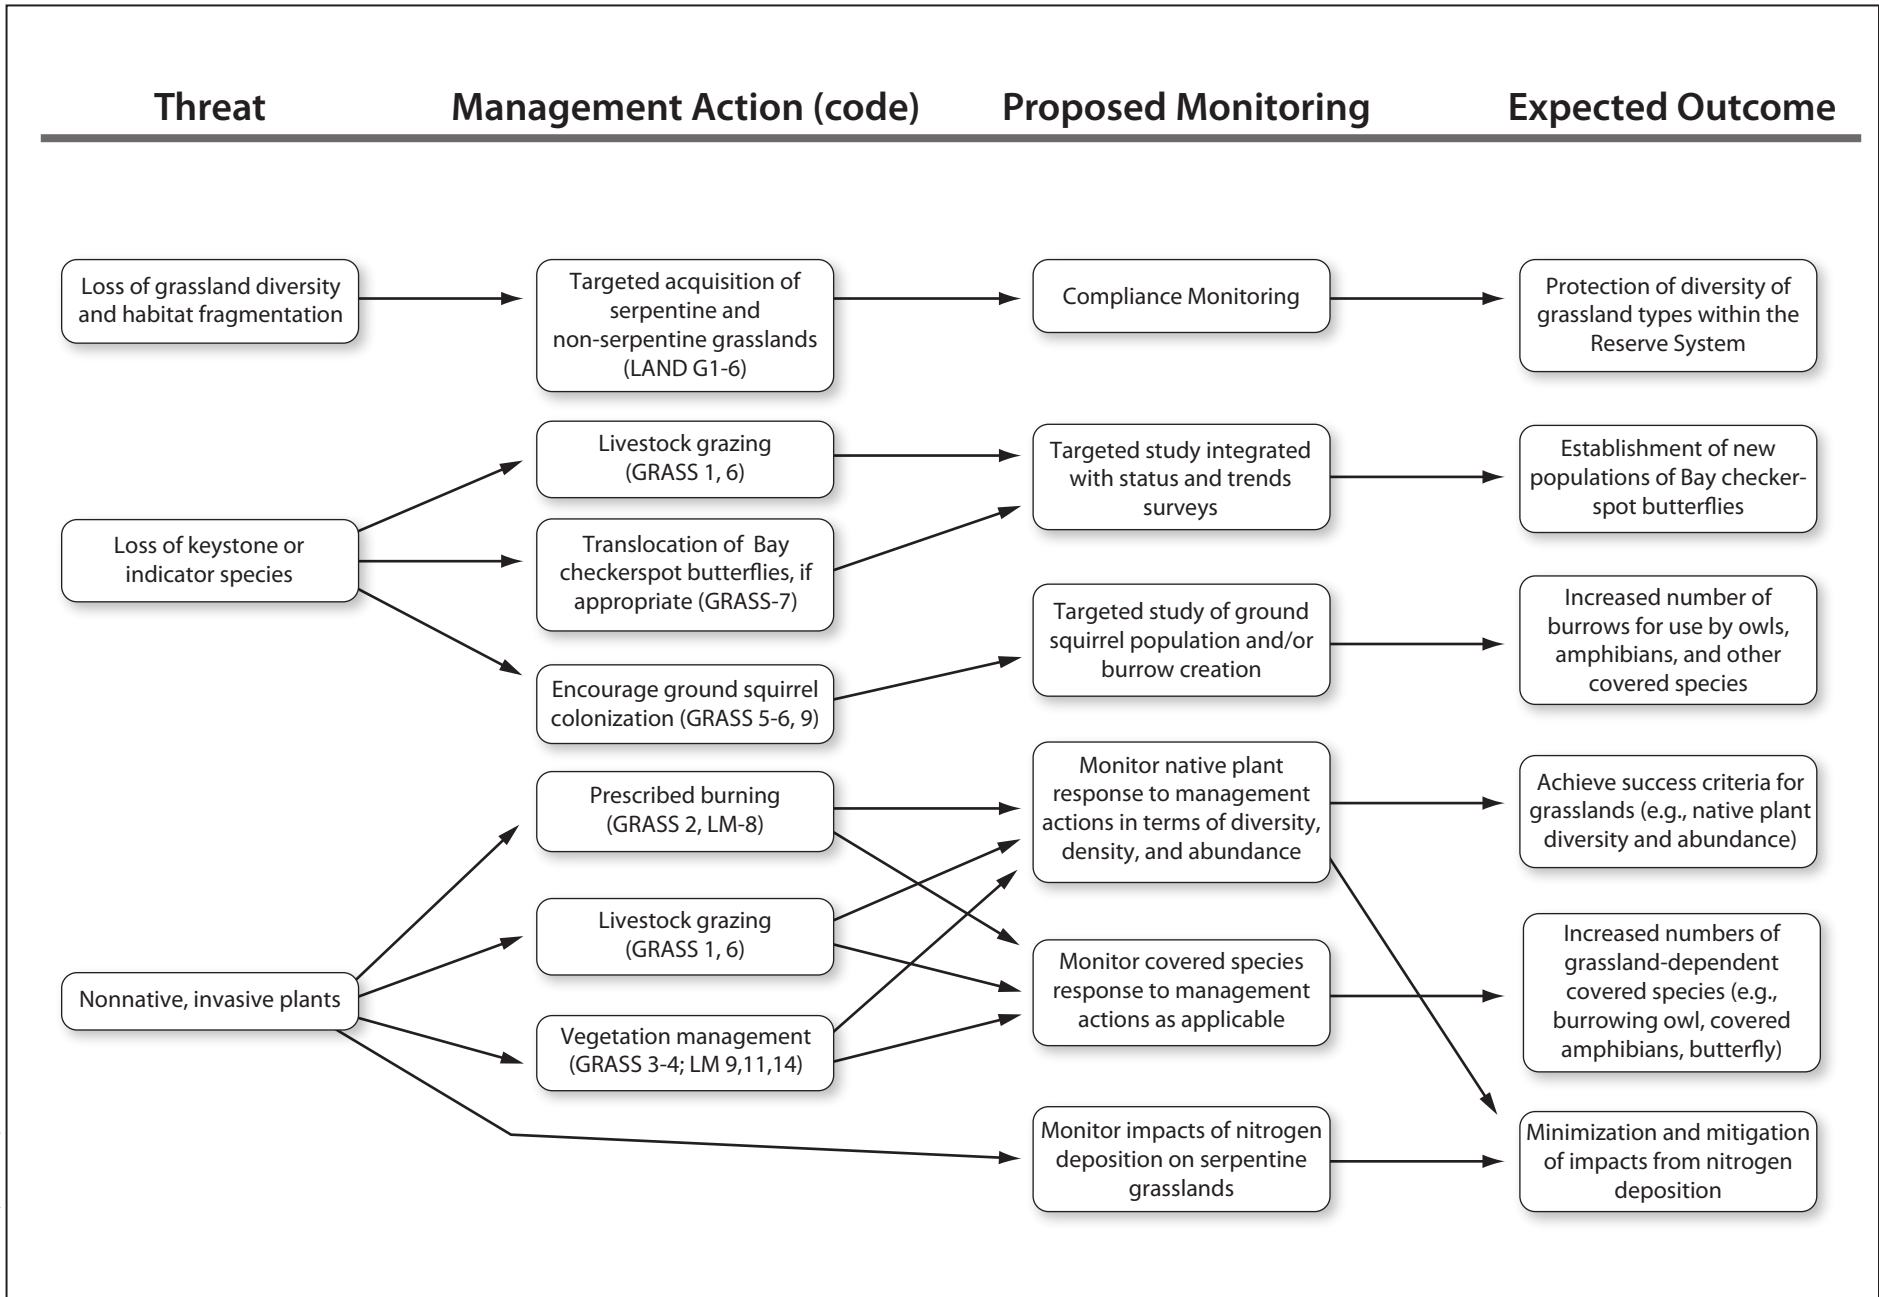 Threat
Management Action (code)
Proposed Monitoring
Expected Outcome
Loss of grassland diversity
and habitat fragmentation
Targeted acquisition of
serpentine and
non-serpentine grasslands
(LAND G1-6)
Compliance Monitoring
Protection of diversity of
grassland types within the
Reserve System
Loss of keystone or
indicator species
Livestock grazing
(GRASS 1, 6)
Translocation of Bay
checkerspot butterflies, if
appropriate (GRASS-7)
Encourage ground squirrel
colonization (GRASS 5-6, 9)
Targeted study integrated
with status and trends
surveys
Targeted study of ground
squirrel population and/or
burrow creation
Establishment of new
populations of Bay checker-
spot butterflies
Increased number of
burrows for use by owls,
amphibians, and other
covered species
Nonnative, invasive plants
Prescribed burning
(GRASS 2, LM-8)
Livestock grazing
(GRASS 1, 6)
Vegetation management
(GRASS 3-4; LM 9,11,14)
Monitor native plant
response to management
actions in terms of diversity,
density, and abundance
Monitor covered species
response to management
actions as applicable
Monitor impacts of nitrogen
deposition on serpentine
grasslands
Achieve success criteria for
grasslands (e.g., native plant
diversity and abundance)
Increased numbers of
grassland-dependent
covered species (e.g.,
burrowing owl, covered
amphibians, butterfly)
Minimization and mitigation
of impacts from nitrogen
deposition